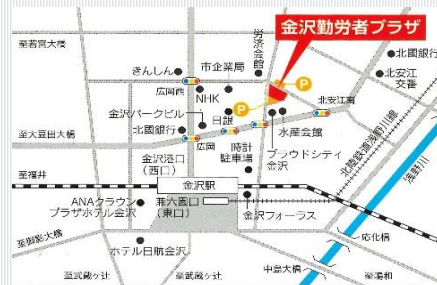 金沢勤労者プラザ
至若宮大橋
労済会館
北國銀行
きんしん
市企業局
北安江
交番
広岡西
NHK
P
P
北安江南
金沢パークビル
日銀
北國銀行
水産会館
至大豆田大橋
広岡
時計
駐車場
プラウドシティ
金沢
北陸鉄道浅野川線
浅野川
金沢港口
(西口)
至福井
金沢駅
ANAクラウン
プラザホテル金沢
兼六園口
(東口)
金沢フォーラス
至御影大橋
ホテル日航金沢
応化橋
中島大橋
至武蔵ヶ辻
至武蔵ヶ辻
至鳴和